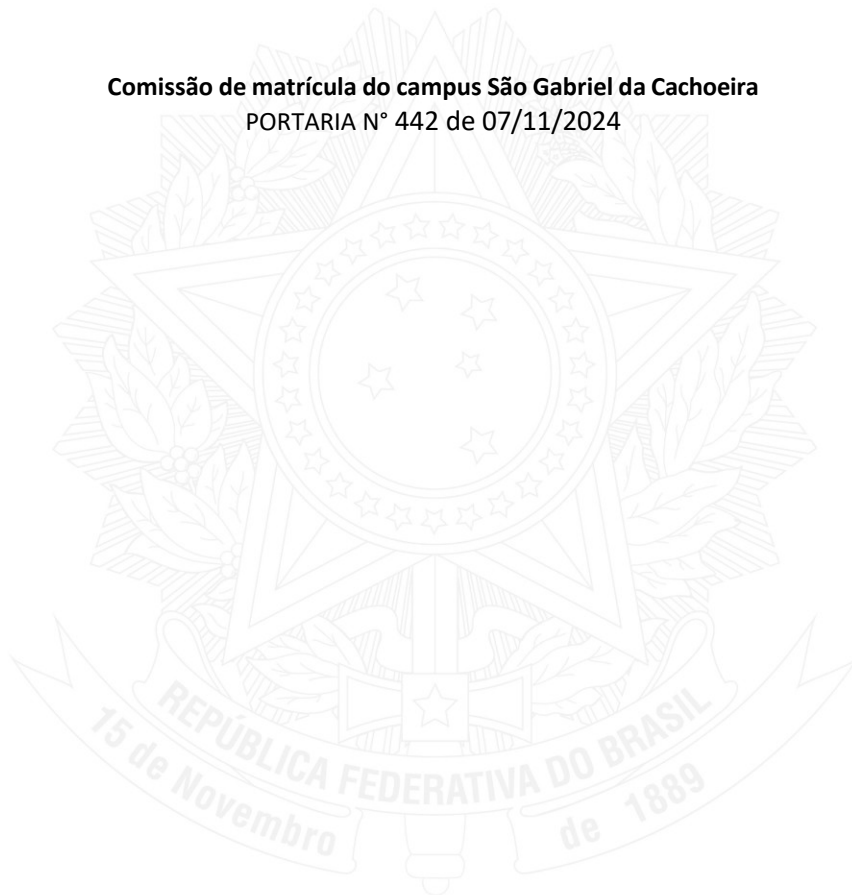 Comissão de matrícula do campus São Gabriel da Cachoeira
PORTARIA N° 442 de 07/11/2024
REPÚBLICA FEDERATIVA DO BRASIL
15 de Novembro de 1889